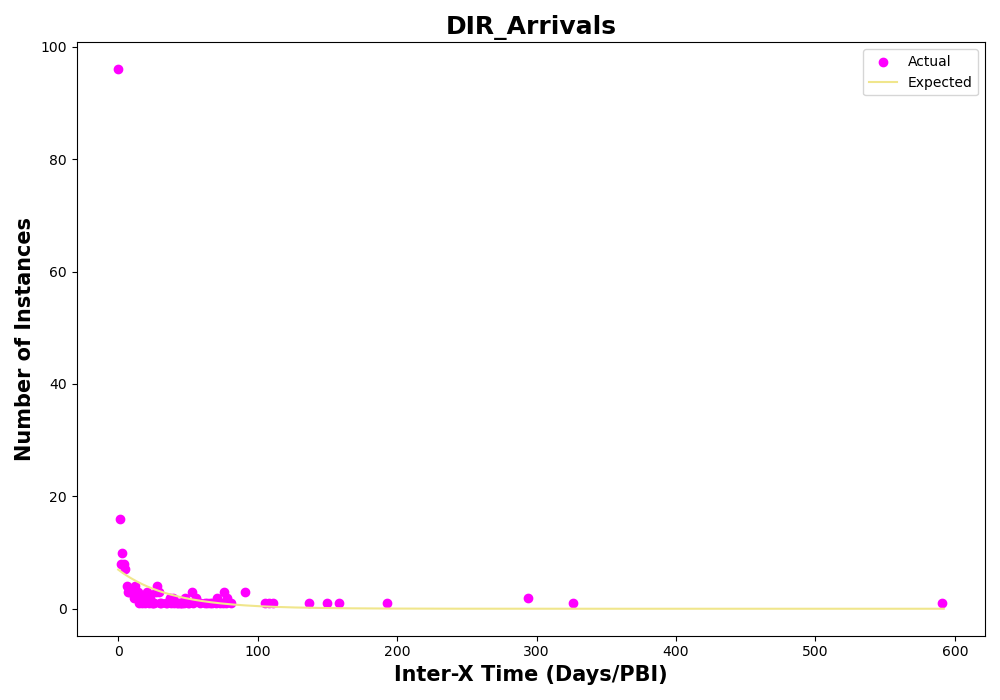 DIR_Arrivals
Number of Instances
100
80
60
40
20
0
Actual
Expected
0 100 200 300 400 500 600
Inter-X Time (Days/PBI)